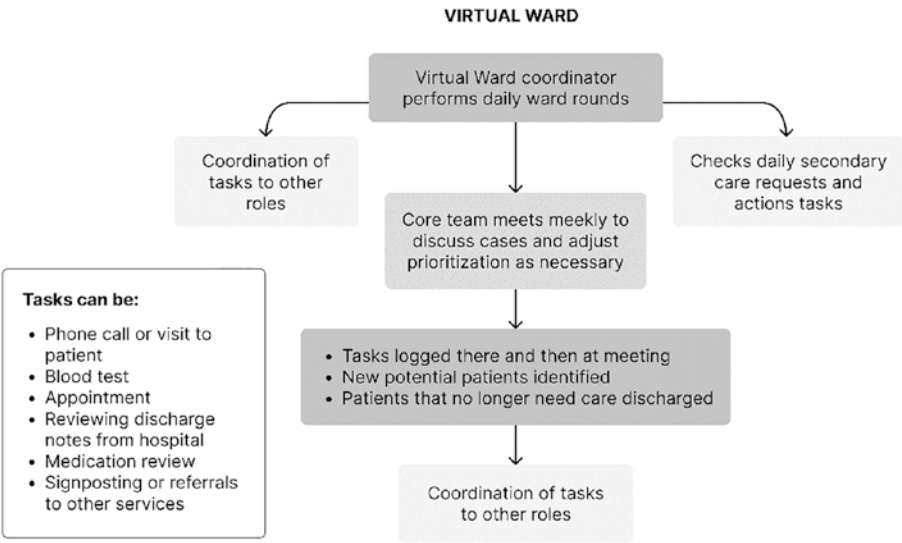 VIRTUAL WARD
Virtual Ward coordinator
performs daily ward rounds
Coordination of
tasks to other
roles
Checks daily secondary
care requests and
actions tasks
Core team meets meekly to
discuss cases and adjust
prioritization as necessary
Tasks can be:
• Phone call or visit to
patient
• Blood test
• Appointment
• Reviewing discharge
notes from hospital
• Medication review
• Signposting or referrals
to other services
• Tasks logged there and then at meeting
• New potential patients identified
• Patients that no longer need care discharged
Coordination of tasks
to other roles